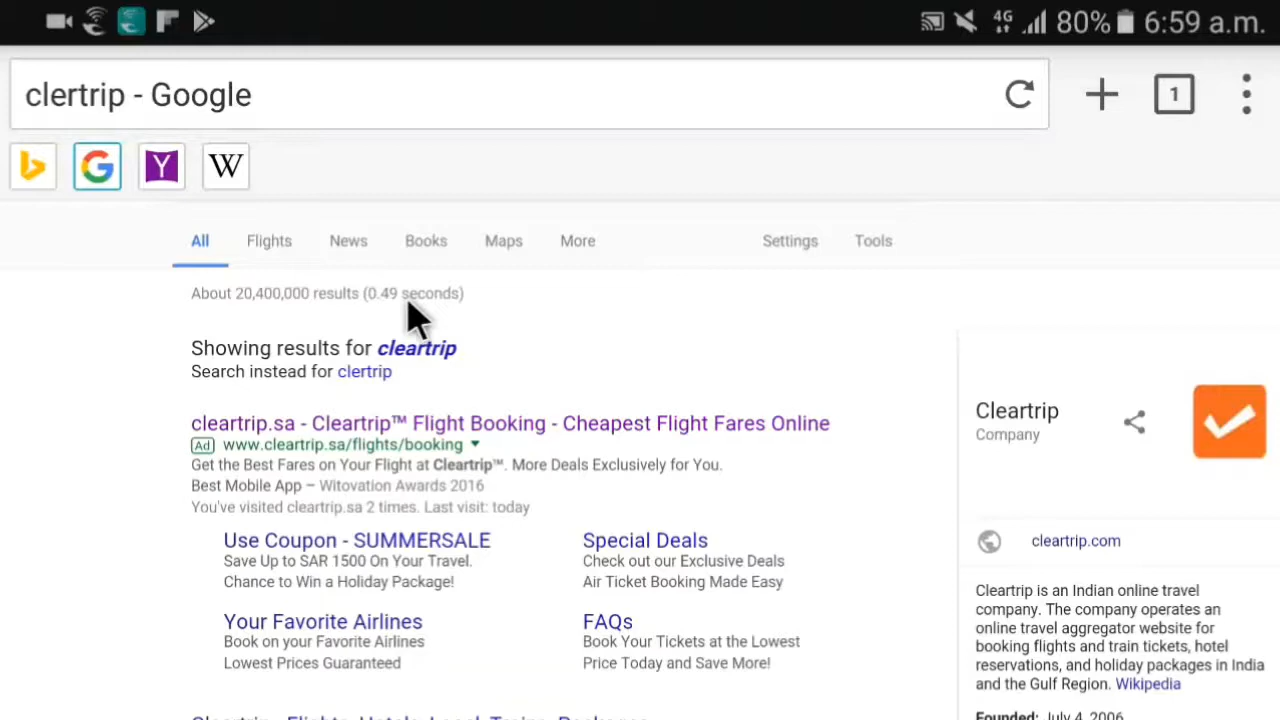 4G 80% 6:59 a.m.
clertrip - Google
1
Y W
All Flights News Books Maps More Settings Tools
About 20,400,000 results (0.49 seconds)
Showing results for cleartrip
Search instead for clertrip
cleartrip.sa - Cleartrip™ Flight Booking - Cheapest Flight Fares Online
Ad www.cleartrip.sa/flights/booking
Get the Best Fares on Your Flight at Cleartrip™. More Deals Exclusively for You.
Best Mobile App – Witovation Awards 2016
You've visited cleartrip.sa 2 times. Last visit: today
Use Coupon - SUMMERSALE
Save Up to SAR 1500 On Your Travel.
Chance to Win a Holiday Package!
Special Deals
Check out our Exclusive Deals
Air Ticket Booking Made Easy
Your Favorite Airlines
Book on your Favorite Airlines
Lowest Prices Guaranteed
FAQs
Book Your Tickets at the Lowest
Price Today and Save More!
Cleartrip
Company
cleartrip.com
Cleartrip is an Indian online travel
company. The company operates an
online travel aggregator website for
booking flights and train tickets, hotel
reservations, and holiday packages in India
and the Gulf Region. Wikipedia
Founded: July 4, 2006